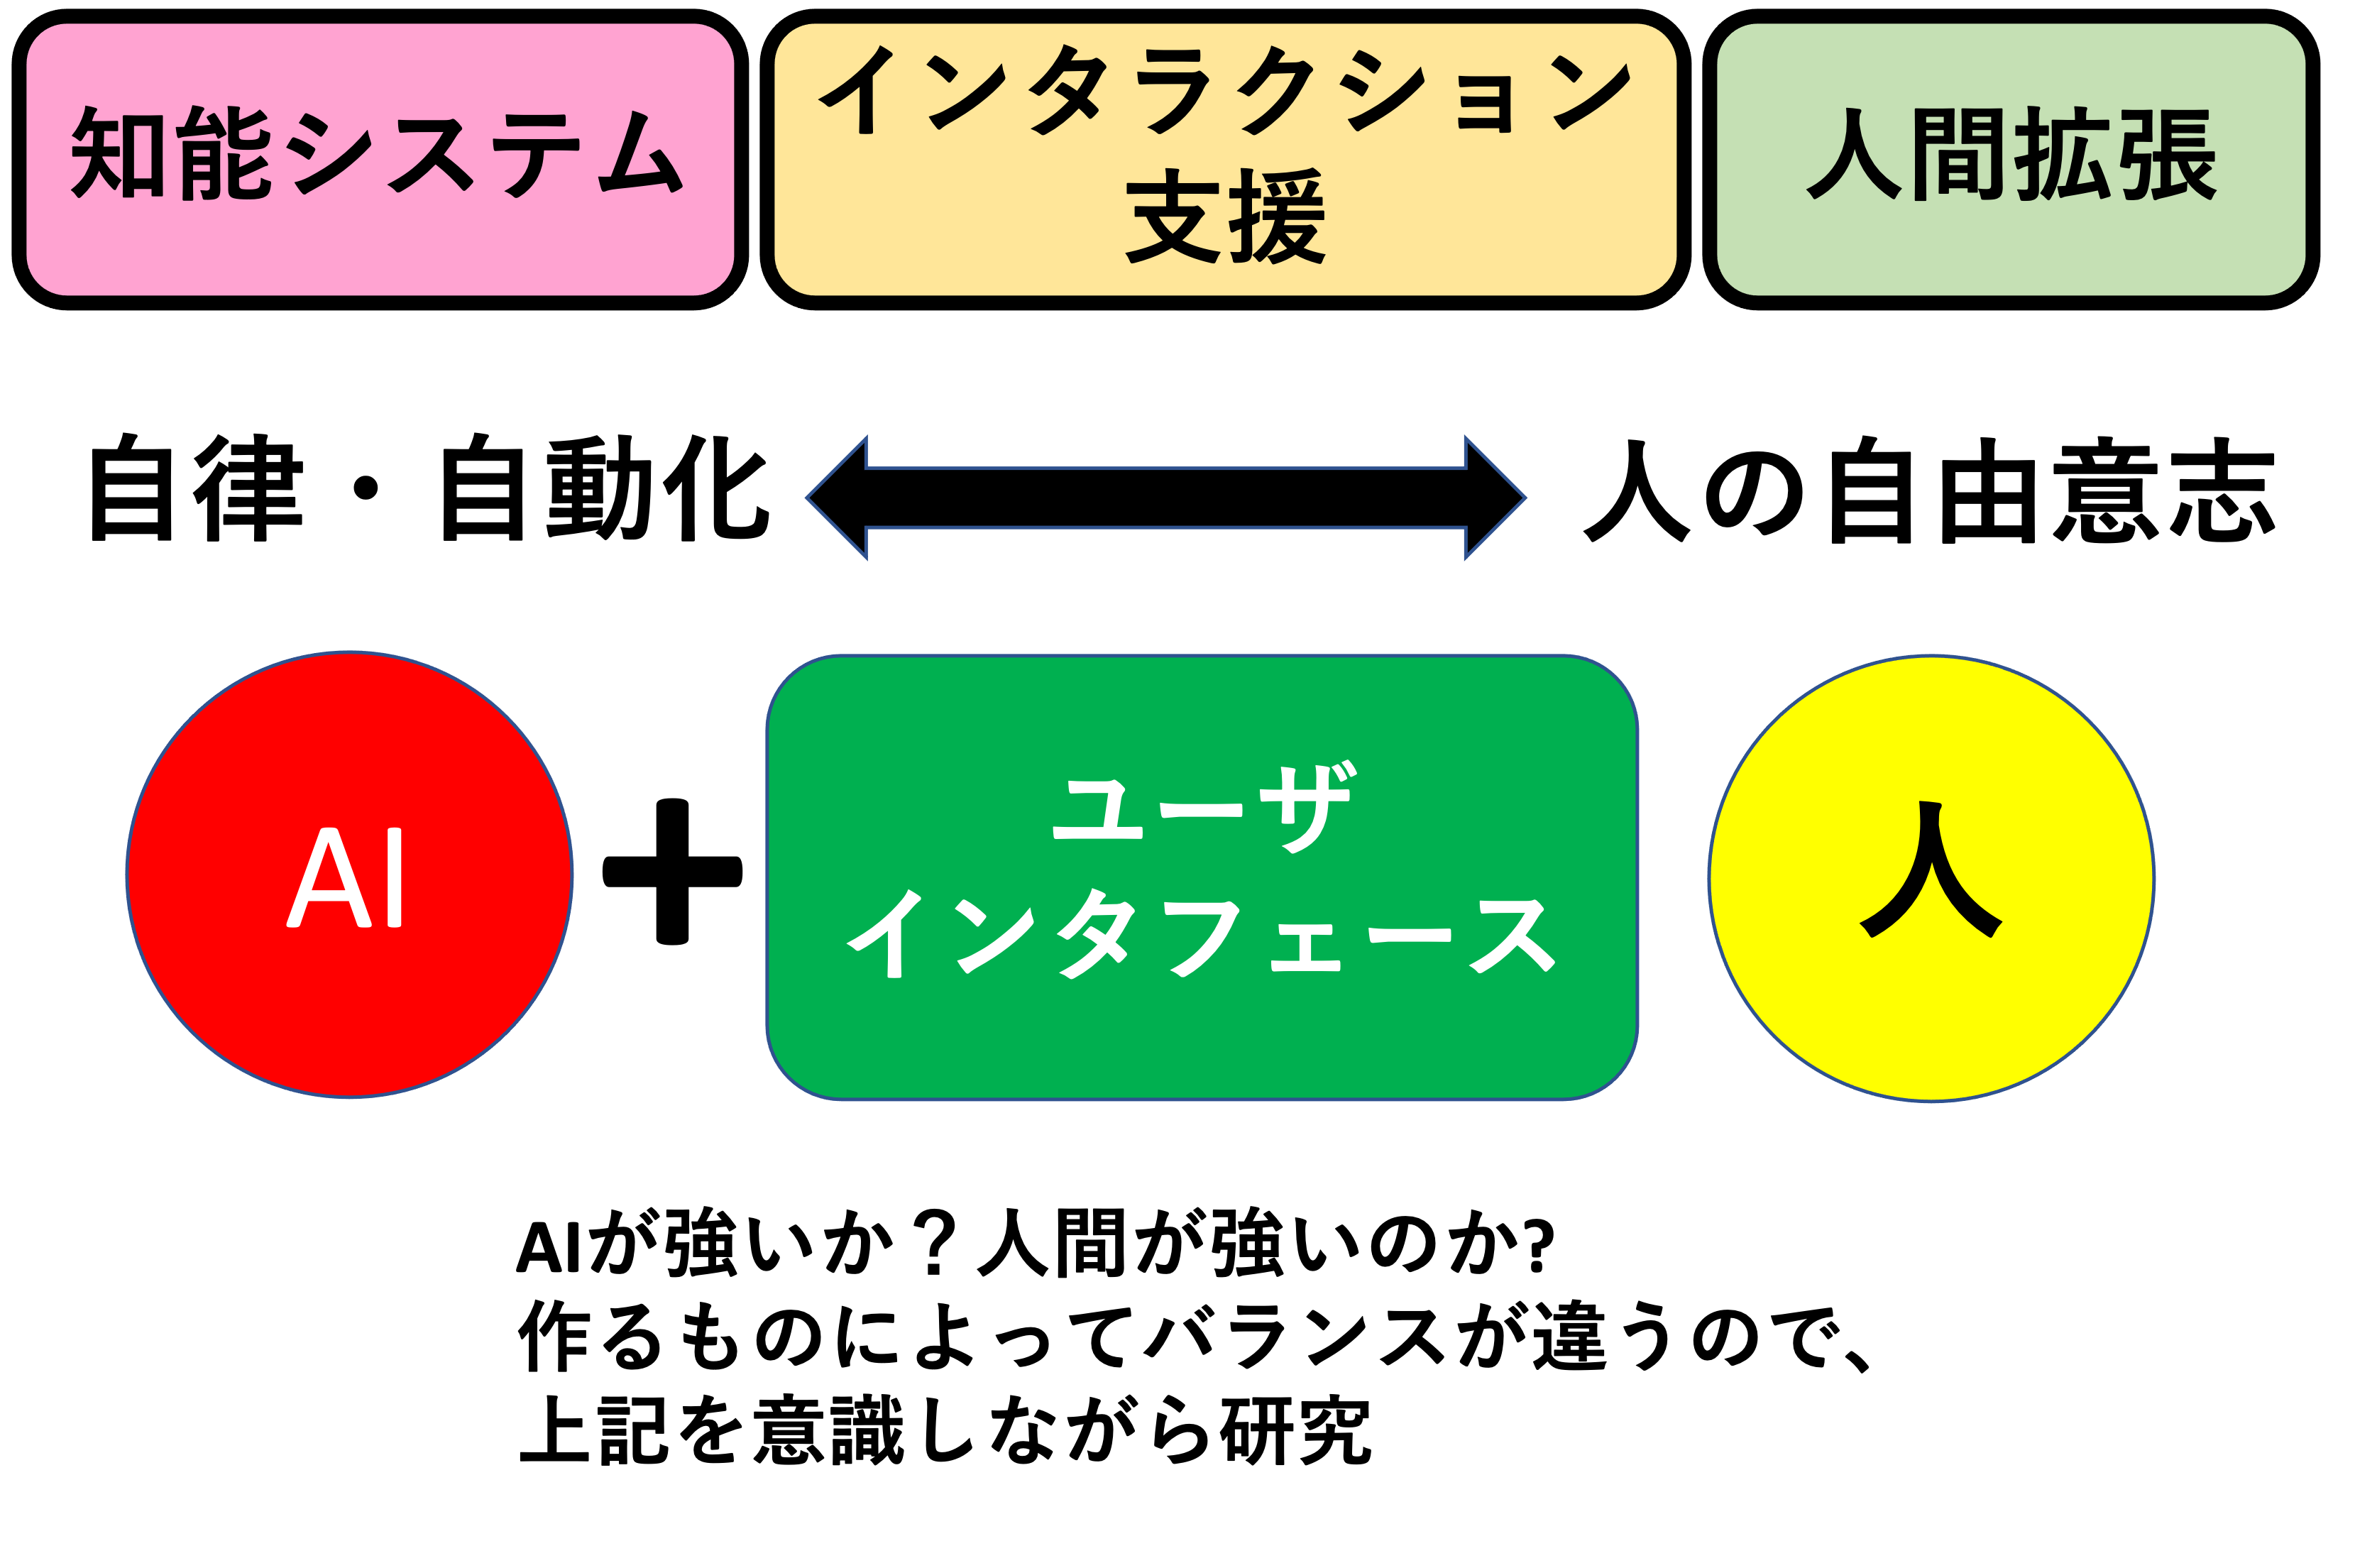 知能システム
インタラクション
支援
人間拡張
自律・自動化
人の自由意志
AI
+
ユーザ
インタフェース
人
AIが強いか？人間が強いのか?
作るものによってバランスが違うので、
上記を意識しながら研究